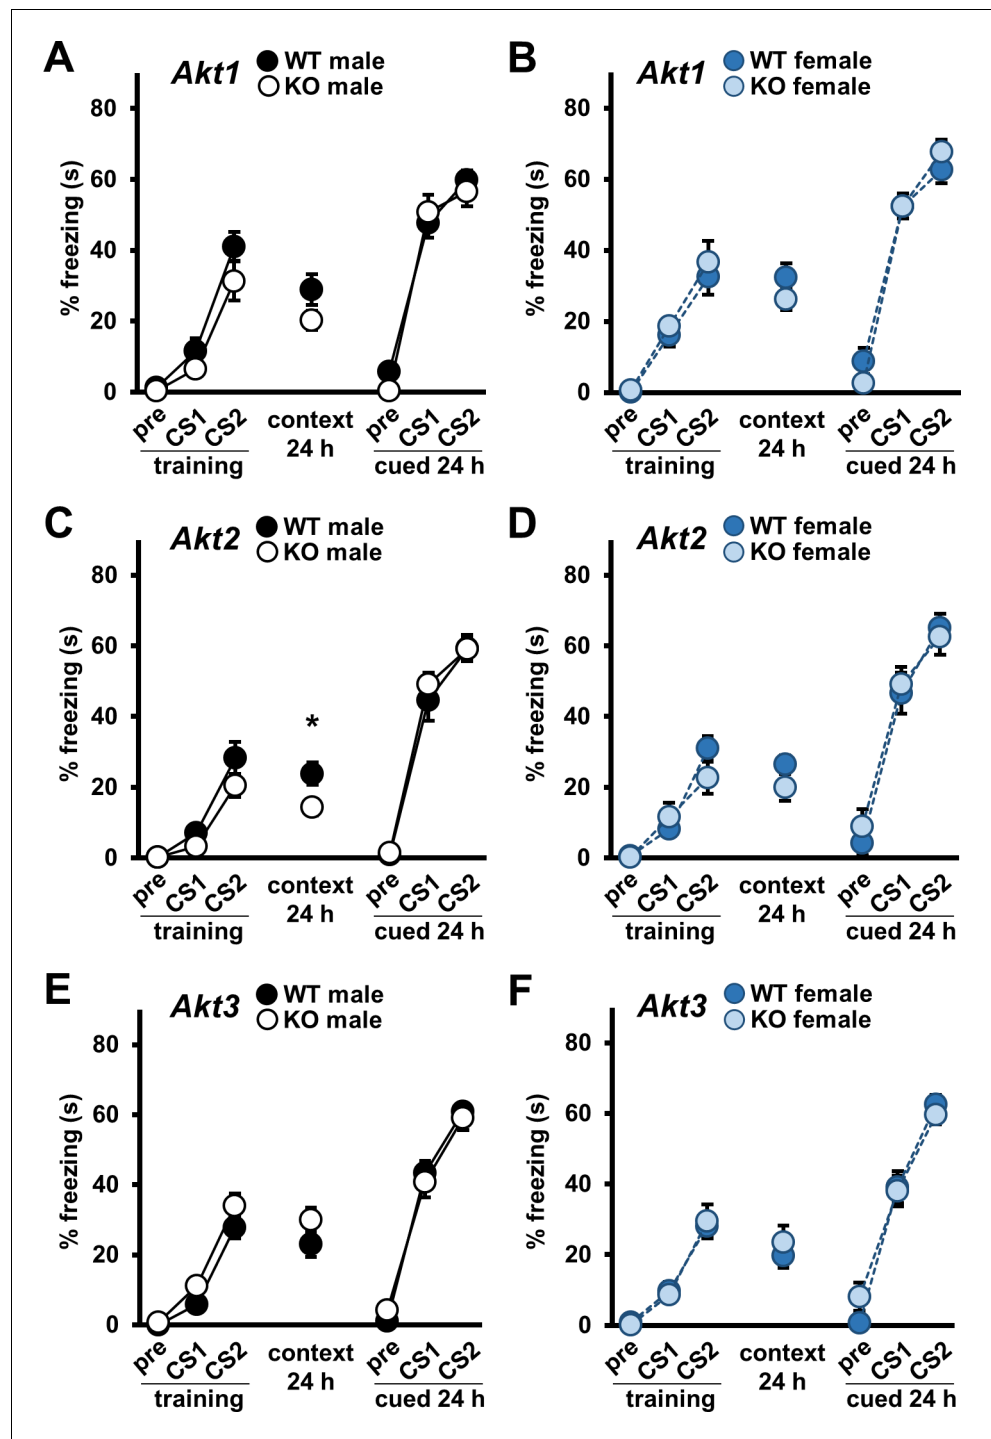 A
Akt1
WT male
KO male
% freezing (s)
80
60
40
20
0
pre
CS1
CS2
training
context
24 h
pre
CS1
CS2
cued 24 h
B
Akt1
WT female
KO female
% freezing (s)
80
60
40
20
0
pre
CS1
CS2
training
context
24 h
pre
CS1
CS2
cued 24 h
C
Akt2
WT male
KO male
% freezing (s)
80
60
40
20
0
*
pre
CS1
CS2
training
context
24 h
pre
CS1
CS2
cued 24 h
D
Akt2
WT female
KO female
% freezing (s)
80
60
40
20
0
pre
CS1
CS2
training
context
24 h
pre
CS1
CS2
cued 24 h
E
Akt3
WT male
KO male
% freezing (s)
80
60
40
20
0
pre
CS1
CS2
training
context
24 h
pre
CS1
CS2
cued 24 h
F
Akt3
WT female
KO female
% freezing (s)
80
60
40
20
0
pre
CS1
CS2
training
context
24 h
pre
CS1
CS2
cued 24 h